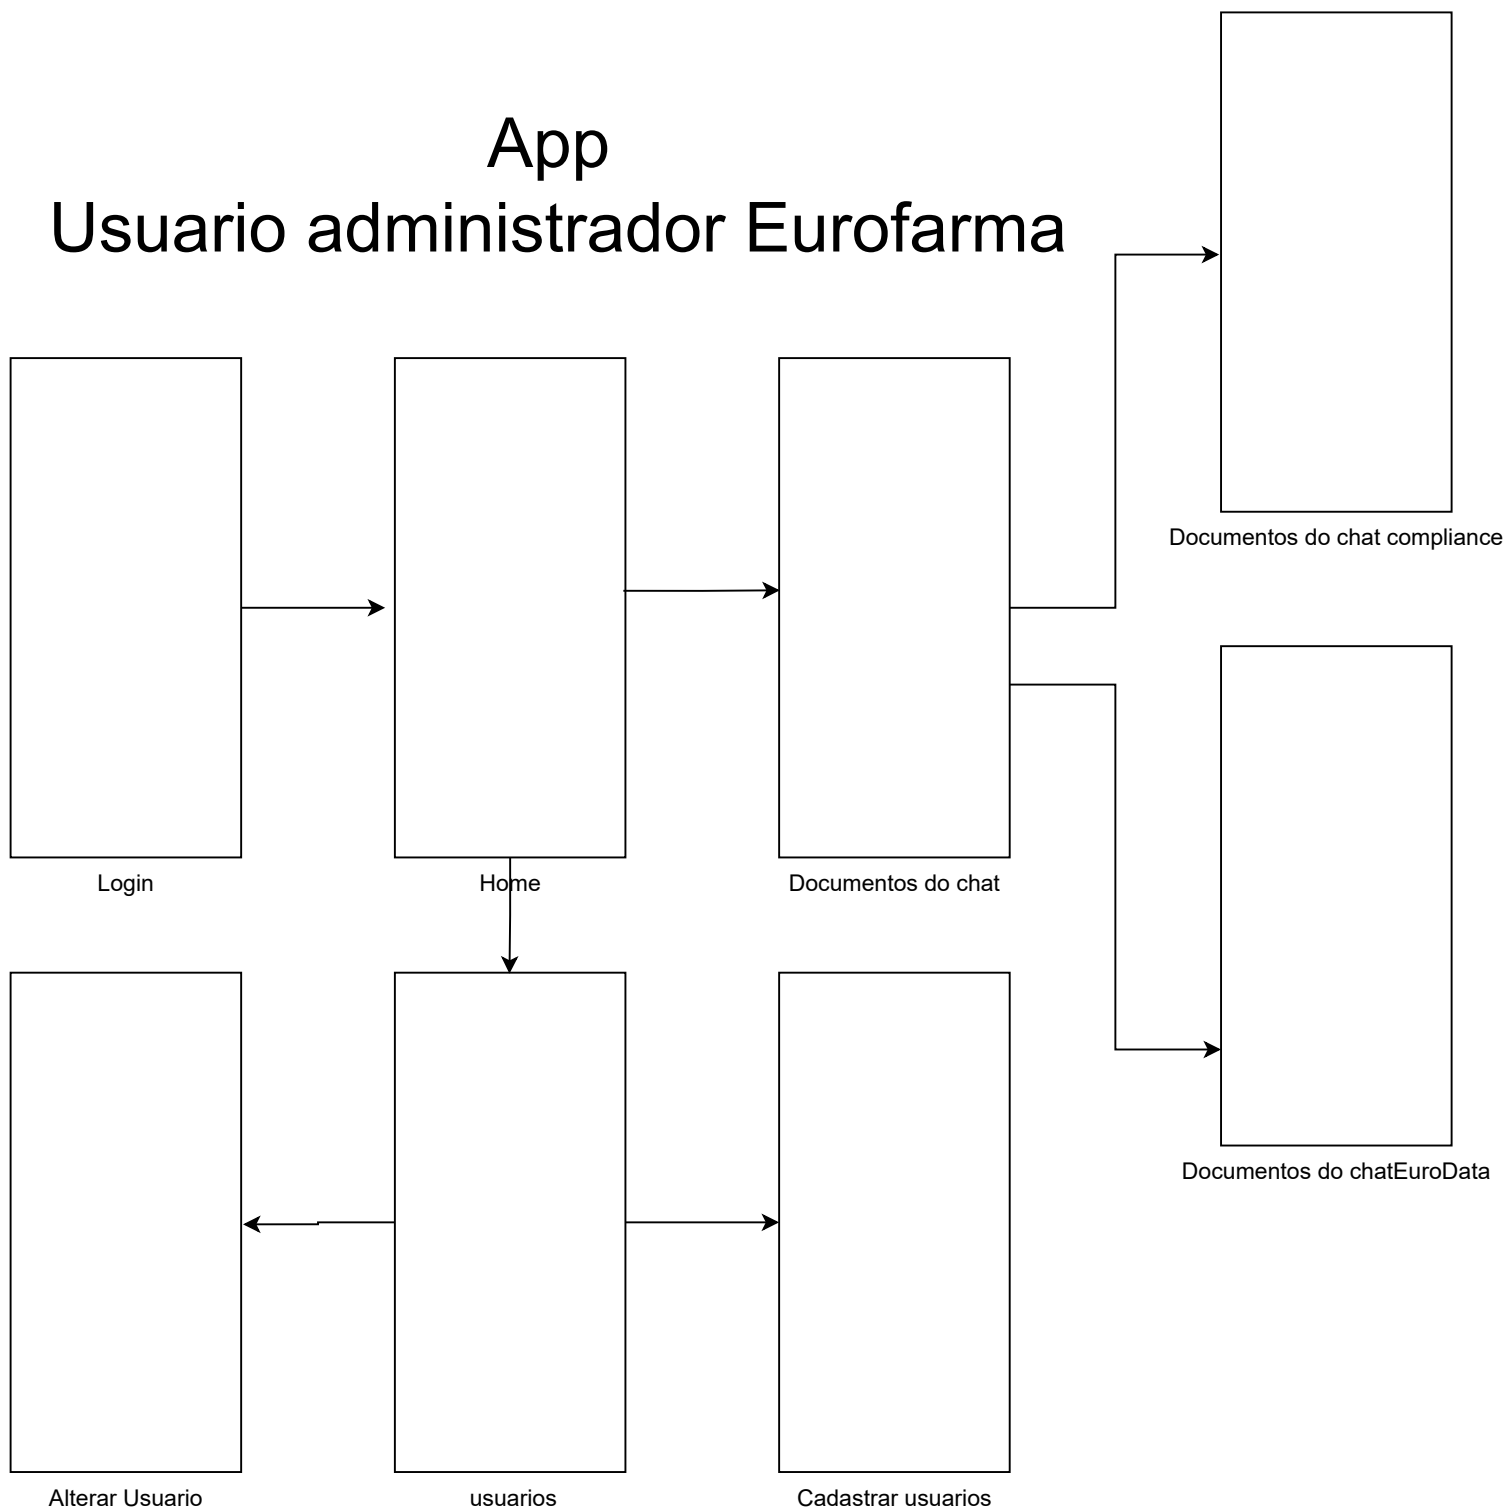 App
Usuario administrador Eurofarma
Documentos do chat compliance
Login
Home
Documentos do chat
Documentos do chatEuroData
Alterar Usuario
usuarios
Cadastrar usuarios